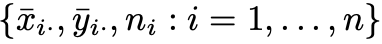 {x̄ᵢ., ȳᵢ., nᵢ : i = 1, . . . , n}